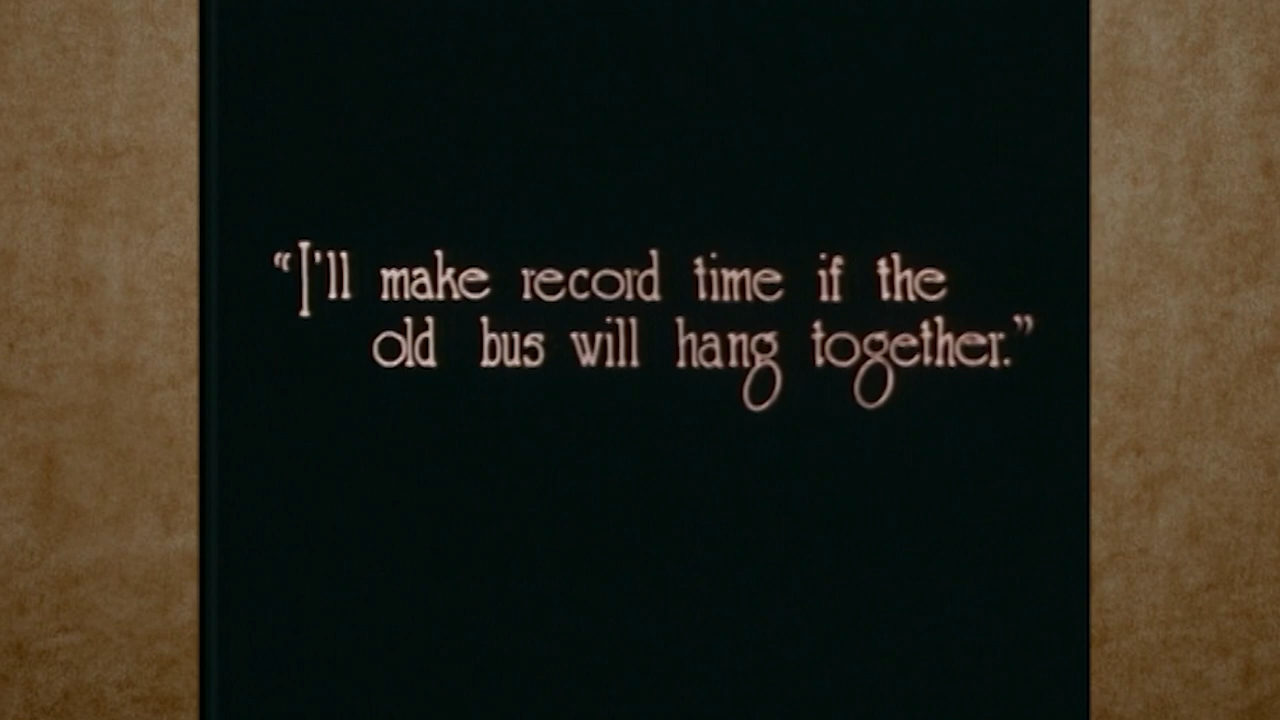 “I'll make record time if the
old bus will hang together.”